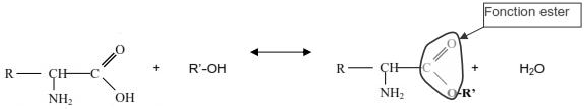 Fonction ester
O
R — CH — C + R'-OH
NH₂ OH
O
R — CH — C + H₂O
NH₂ O-R'